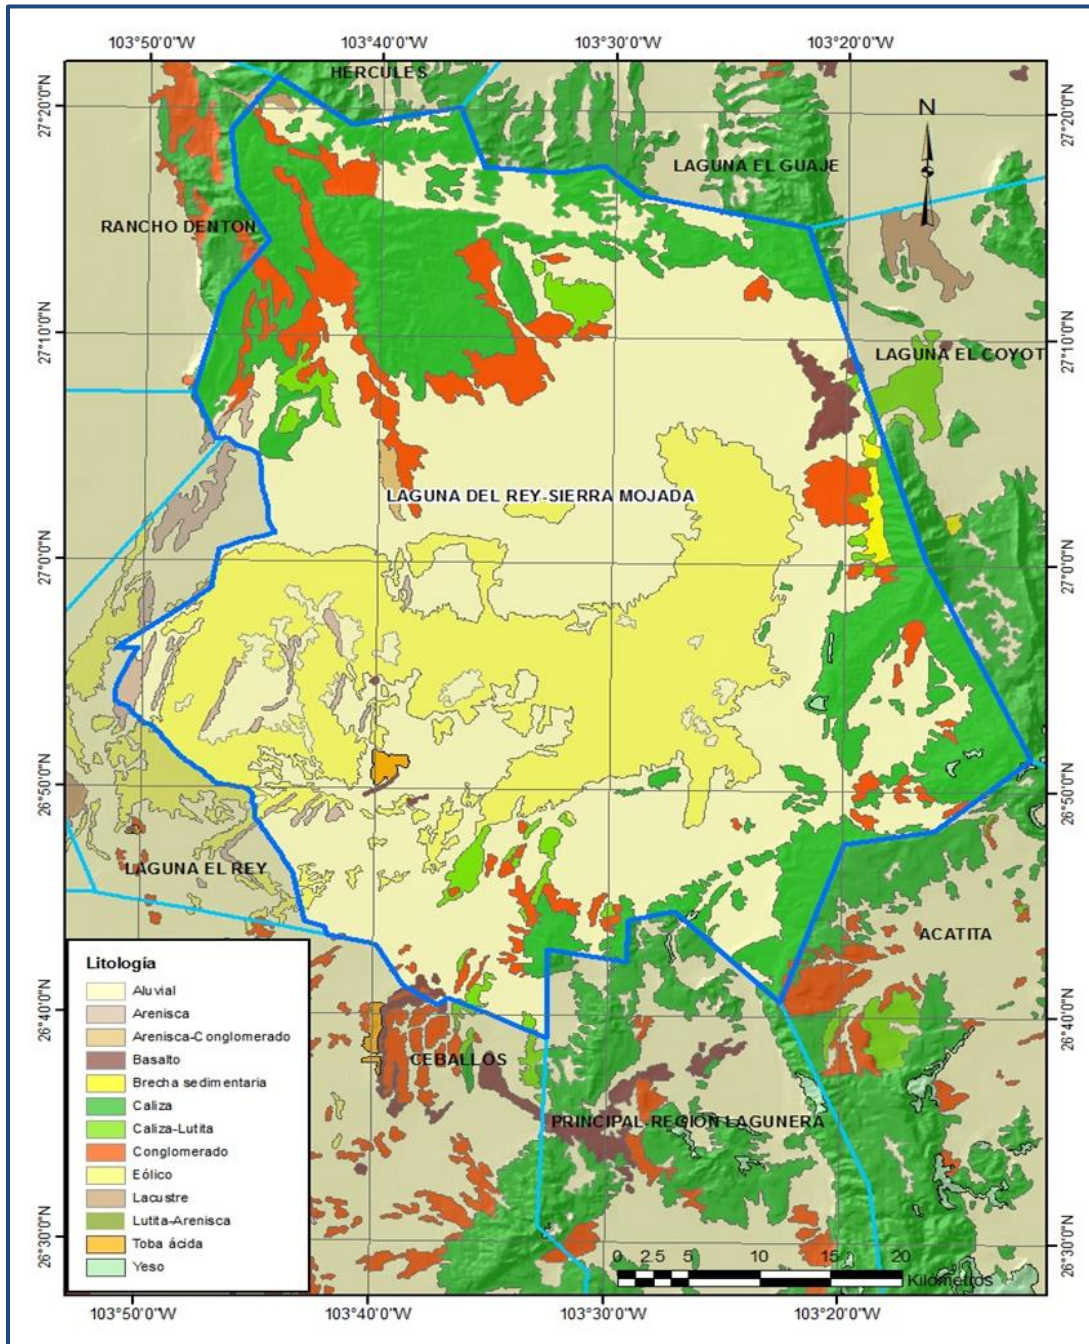 103°50'0"W 103°40'0"W 103°30'0"W 103°20'0"W
HERCULES
27°20'0"N 27°20'0"N
N
LAGUNA EL GUAJE
RANCHO DENTON
27°10'0"N 27°10'0"N
LAGUNA EL COYOT
LAGUNA DEL REY-SIERRA MOJADA
27°0'0"N 27°0'0"N
26°50'0"N 26°50'0"N
LAGUNA EL REY
ACATITA
Litología
Aluvial
Arenisca
Arenisca-Conglomerado
Basalto
Brecha sedimentaria
Caliza
Caliza-Lutita
Conglomerado
Eólico
Lacustre
Lutita-Arenisca
Toba ácida
Yeso
26°40'0"N 26°40'0"N
CEBALLOS
PRINCIPAL-REGION LAGUNERA
26°30'0"N 26°30'0"N
0 2.5 5 10 15 20
Kilómetros
103°50'0"W 103°40'0"W 103°30'0"W 103°20'0"W